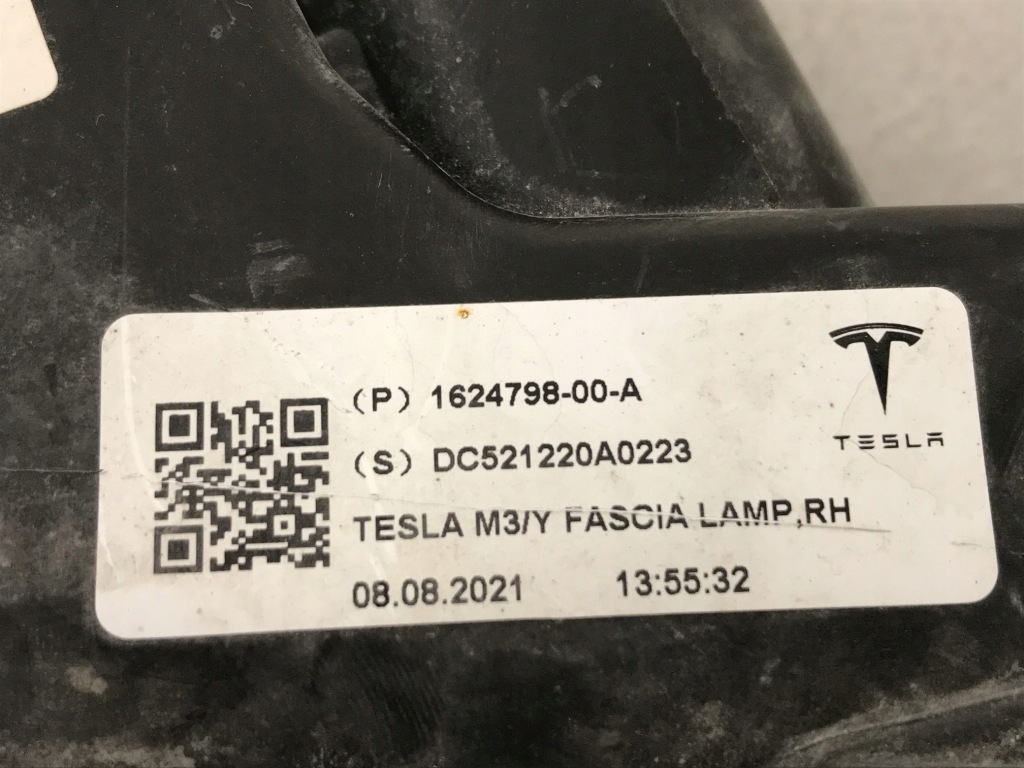 (P) 1624798-00-A
(S) DC521220A0223
TESLA M3/Y FASCIA LAMP,RH
08.08.2021 13:55:32
TESLA